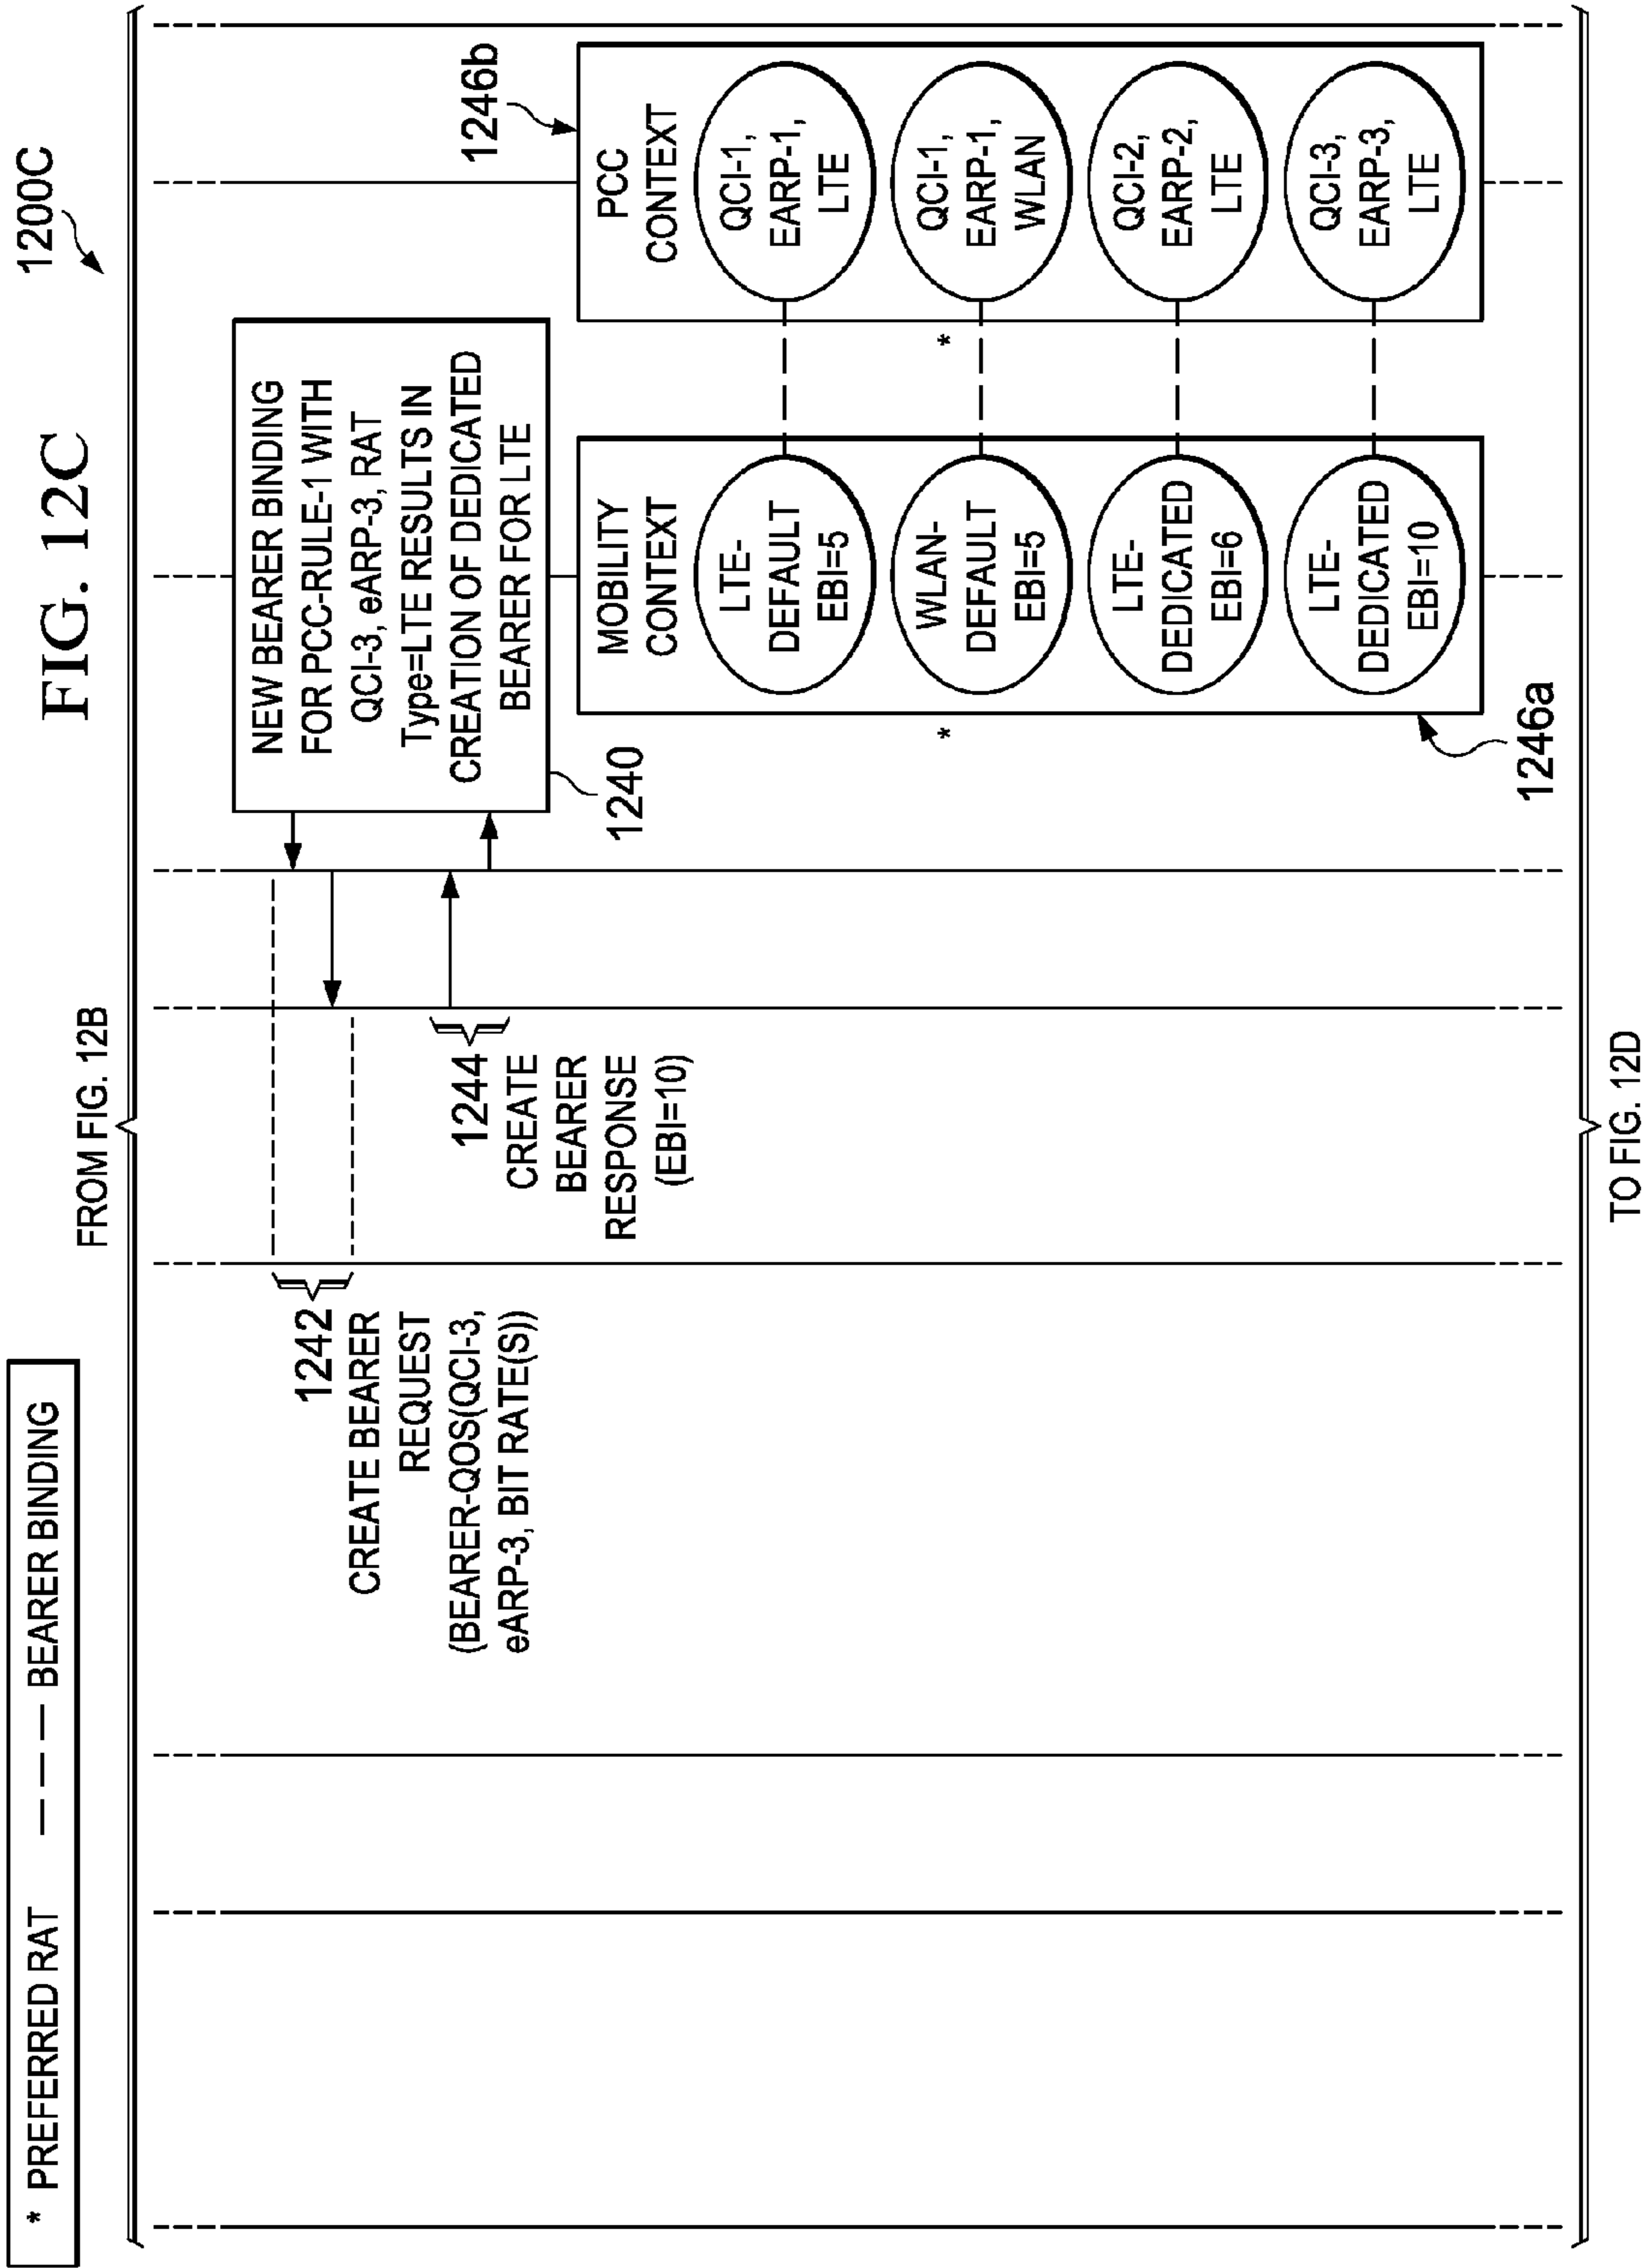 * PREFERRED RAT — — — BEARER BINDING
FIG. 12C
1200C
FROM FIG. 12B
1242
CREATE BEARER
REQUEST
(BEARER-QOS(QCI-3,
eARP-3, BIT RATE(S))
1244
CREATE
BEARER
RESPONSE
(EBI=10)
NEW BEARER BINDING
FOR PCC-RULE-1 WITH
QCI-3, eARP-3, RAT
Type=LTE RESULTS IN
CREATION OF DEDICATED
BEARER FOR LTE
1240
MOBILITY
CONTEXT
LTE-
DEFAULT
EBI=5
*
WLAN-
DEFAULT
EBI=5
LTE-
DEDICATED
EBI=6
LTE-
DEDICATED
EBI=10
1246a
1246b
PCC
CONTEXT
QCI-1,
EARP-1,
LTE
*
QCI-1,
EARP-1,
WLAN
QCI-2,
EARP-2,
LTE
QCI-3,
EARP-3,
LTE
TO FIG. 12D